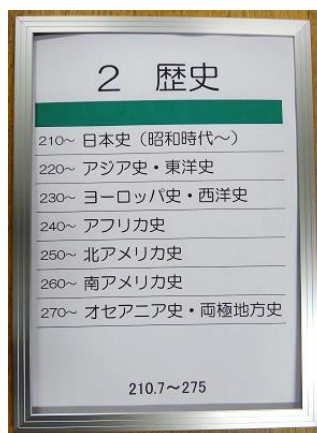 2 歴史
210～ 日本史（昭和時代～）
220～ アジア史・東洋史
230～ ヨーロッパ史・西洋史
240～ アフリカ史
250～ 北アメリカ史
260～ 南アメリカ史
270～ オセアニア史・両極地方史
210.7～275